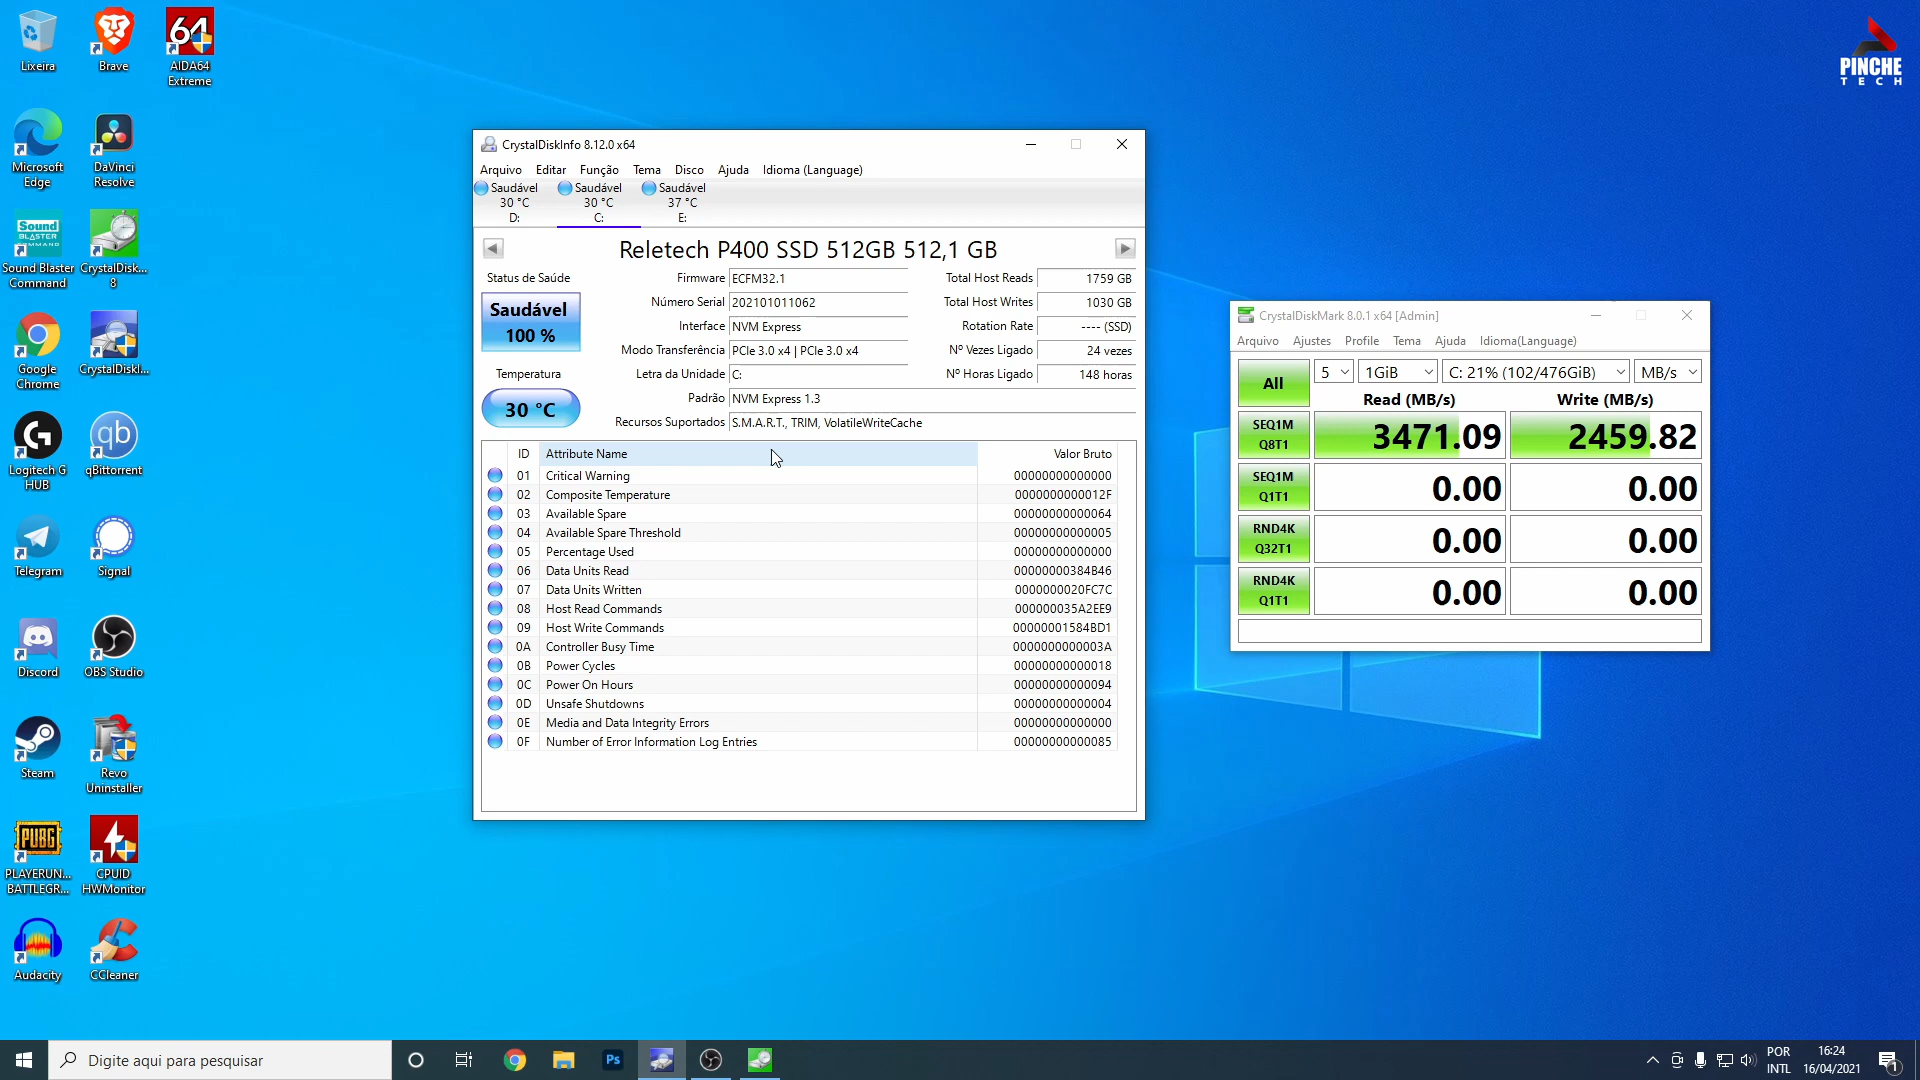 Lixeira
Brave
AIDA64
Extreme
64
PINCHE
TECH
Microsoft
Edge
DaVinci
Resolve
Sound
BLASTER
COMMAND
Sound Blaster
Command
CrystalDisk...
8
Google
Chrome
CrystalDiskI...
Logitech G
HUB
qb
qBittorrent
Telegram
Signal
Discord
OBS Studio
Steam
Revo
Uninstaller
PUBG
PLAYERUN...
BATTLEGR...
CPUID
HWMonitor
Audacity
CCleaner
CrystalDiskInfo 8.12.0 x64
Arquivo Editar Função Tema Disco Ajuda Idioma (Language)
Saudável Saudável Saudável
30 °C 30 °C 37 °C
D: C: E:
Reletech P400 SSD 512GB 512,1 GB
Status de Saúde
Saudável
100 %
Temperatura
30 °C
Firmware ECFM32.1
Número Serial 202101011062
Interface NVM Express
Modo Transferência PCIe 3.0 x4 | PCIe 3.0 x4
Letra da Unidade C:
Padrão NVM Express 1.3
Recursos Suportados S.M.A.R.T., TRIM, VolatileWriteCache
Total Host Reads 1759 GB
Total Host Writes 1030 GB
Rotation Rate ---- (SSD)
Nº Vezes Ligado 24 vezes
Nº Horas Ligado 148 horas
ID Attribute Name Valor Bruto
01 Critical Warning 00000000000000
02 Composite Temperature 0000000000012F
03 Available Spare 00000000000064
04 Available Spare Threshold 00000000000005
05 Percentage Used 00000000000000
06 Data Units Read 00000000384B46
07 Data Units Written 0000000020FC7C
08 Host Read Commands 000000035A2EE9
09 Host Write Commands 00000001584BD1
0A Controller Busy Time 0000000000003A
0B Power Cycles 00000000000018
0C Power On Hours 00000000000094
0D Unsafe Shutdowns 00000000000004
0E Media and Data Integrity Errors 00000000000000
0F Number of Error Information Log Entries 00000000000085
CrystalDiskMark 8.0.1 x64 [Admin]
Arquivo Ajustes Profile Tema Ajuda Idioma(Language)
All 5 1GiB C: 21% (102/476GiB) MB/s
Read (MB/s) Write (MB/s)
SEQ1M
Q8T1 3471.09 2459.82
SEQ1M
Q1T1 0.00 0.00
RND4K
Q32T1 0.00 0.00
RND4K
Q1T1 0.00 0.00
Digite aqui para pesquisar
Ps
POR
INTL
16:24
16/04/2021
1